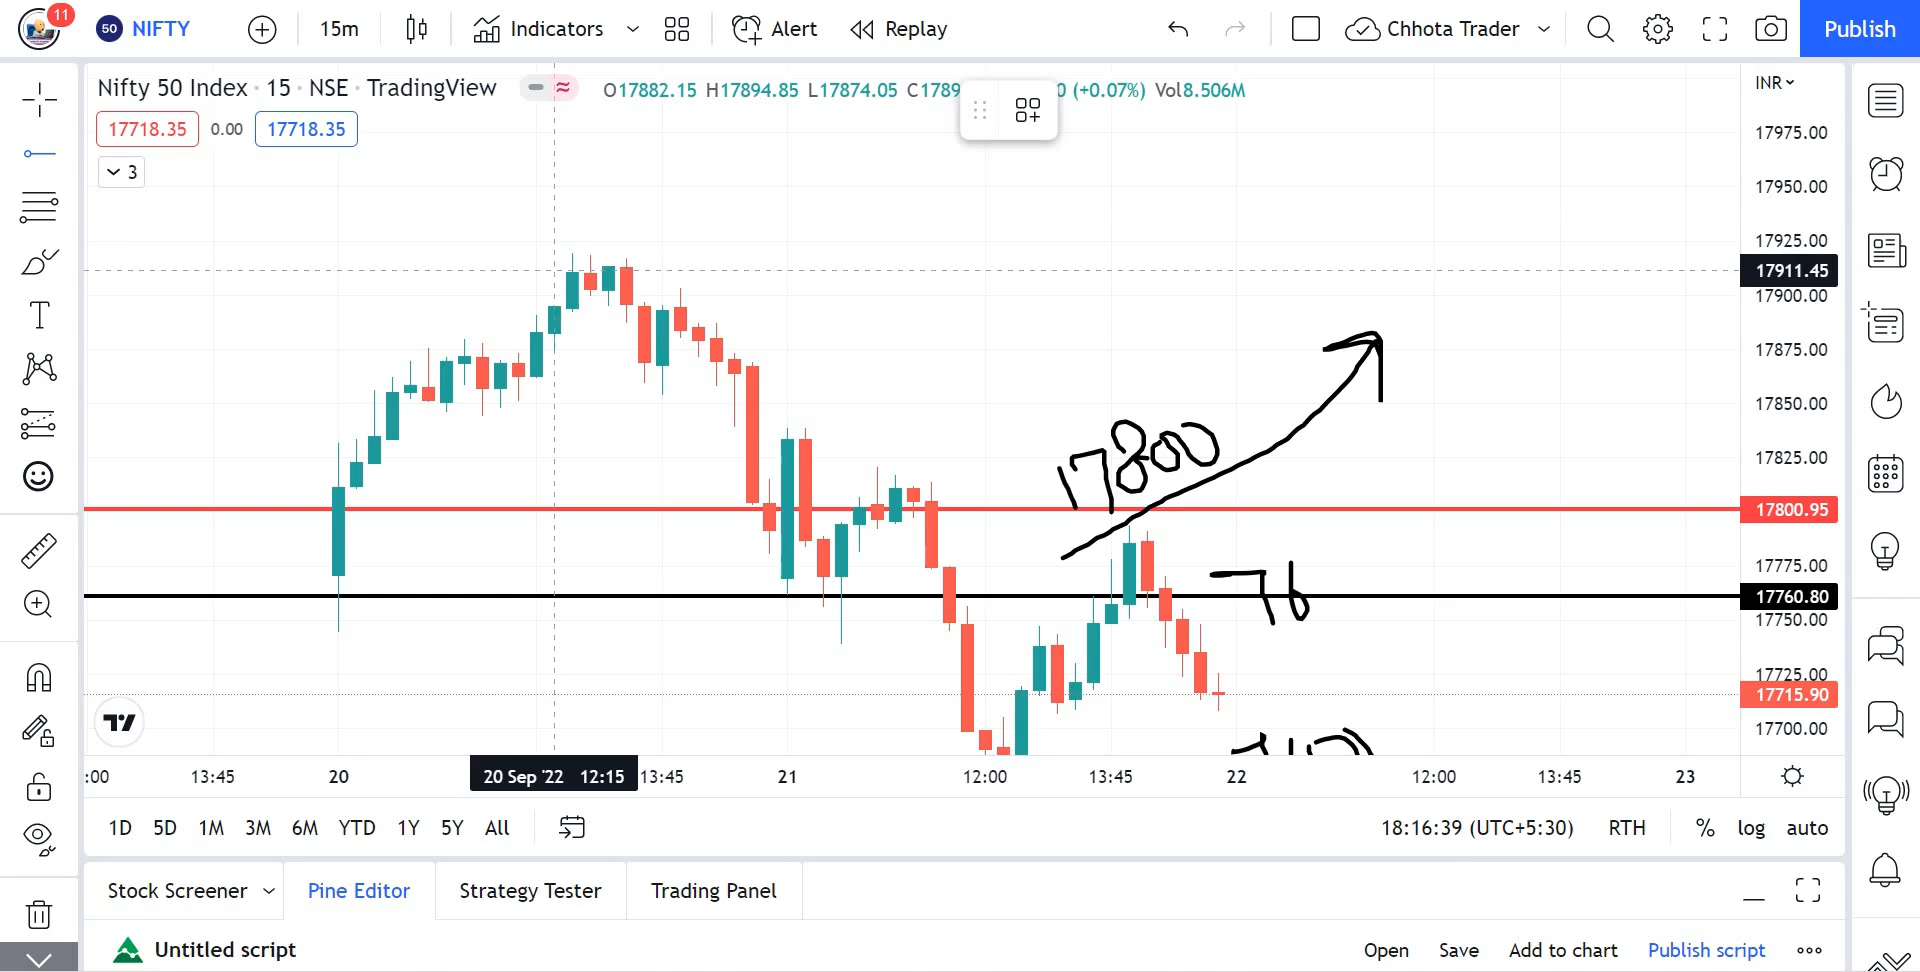 11
50 NIFTY
15m
Indicators
Alert
Replay
Chhota Trader
Publish
Nifty 50 Index · 15 · NSE · TradingView
O17882.15 H17894.85 L17874.05 C1789
0 (+0.07%) Vol8.506M
INR
17718.35
0.00
17718.35
3
17975.00
17950.00
17925.00
17911.45
17900.00
17875.00
17850.00
17825.00
17800.95
17775.00
17760.80
17750.00
17725.00
17715.90
17700.00
17800
76
:00
13:45
20
20 Sep '22 12:15
13:45
21
12:00
13:45
22
12:00
13:45
23
1D 5D 1M 3M 6M YTD 1Y 5Y All
18:16:39 (UTC+5:30)
RTH
%
log
auto
Stock Screener
Pine Editor
Strategy Tester
Trading Panel
Untitled script
Open
Save
Add to chart
Publish script